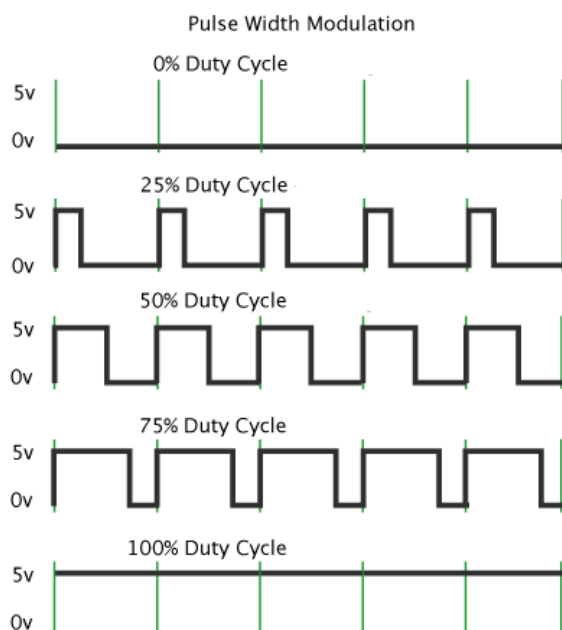 Pulse Width Modulation
0% Duty Cycle
5v
0v
25% Duty Cycle
5v
0v
50% Duty Cycle
5v
0v
75% Duty Cycle
5v
0v
100% Duty Cycle
5v
0v